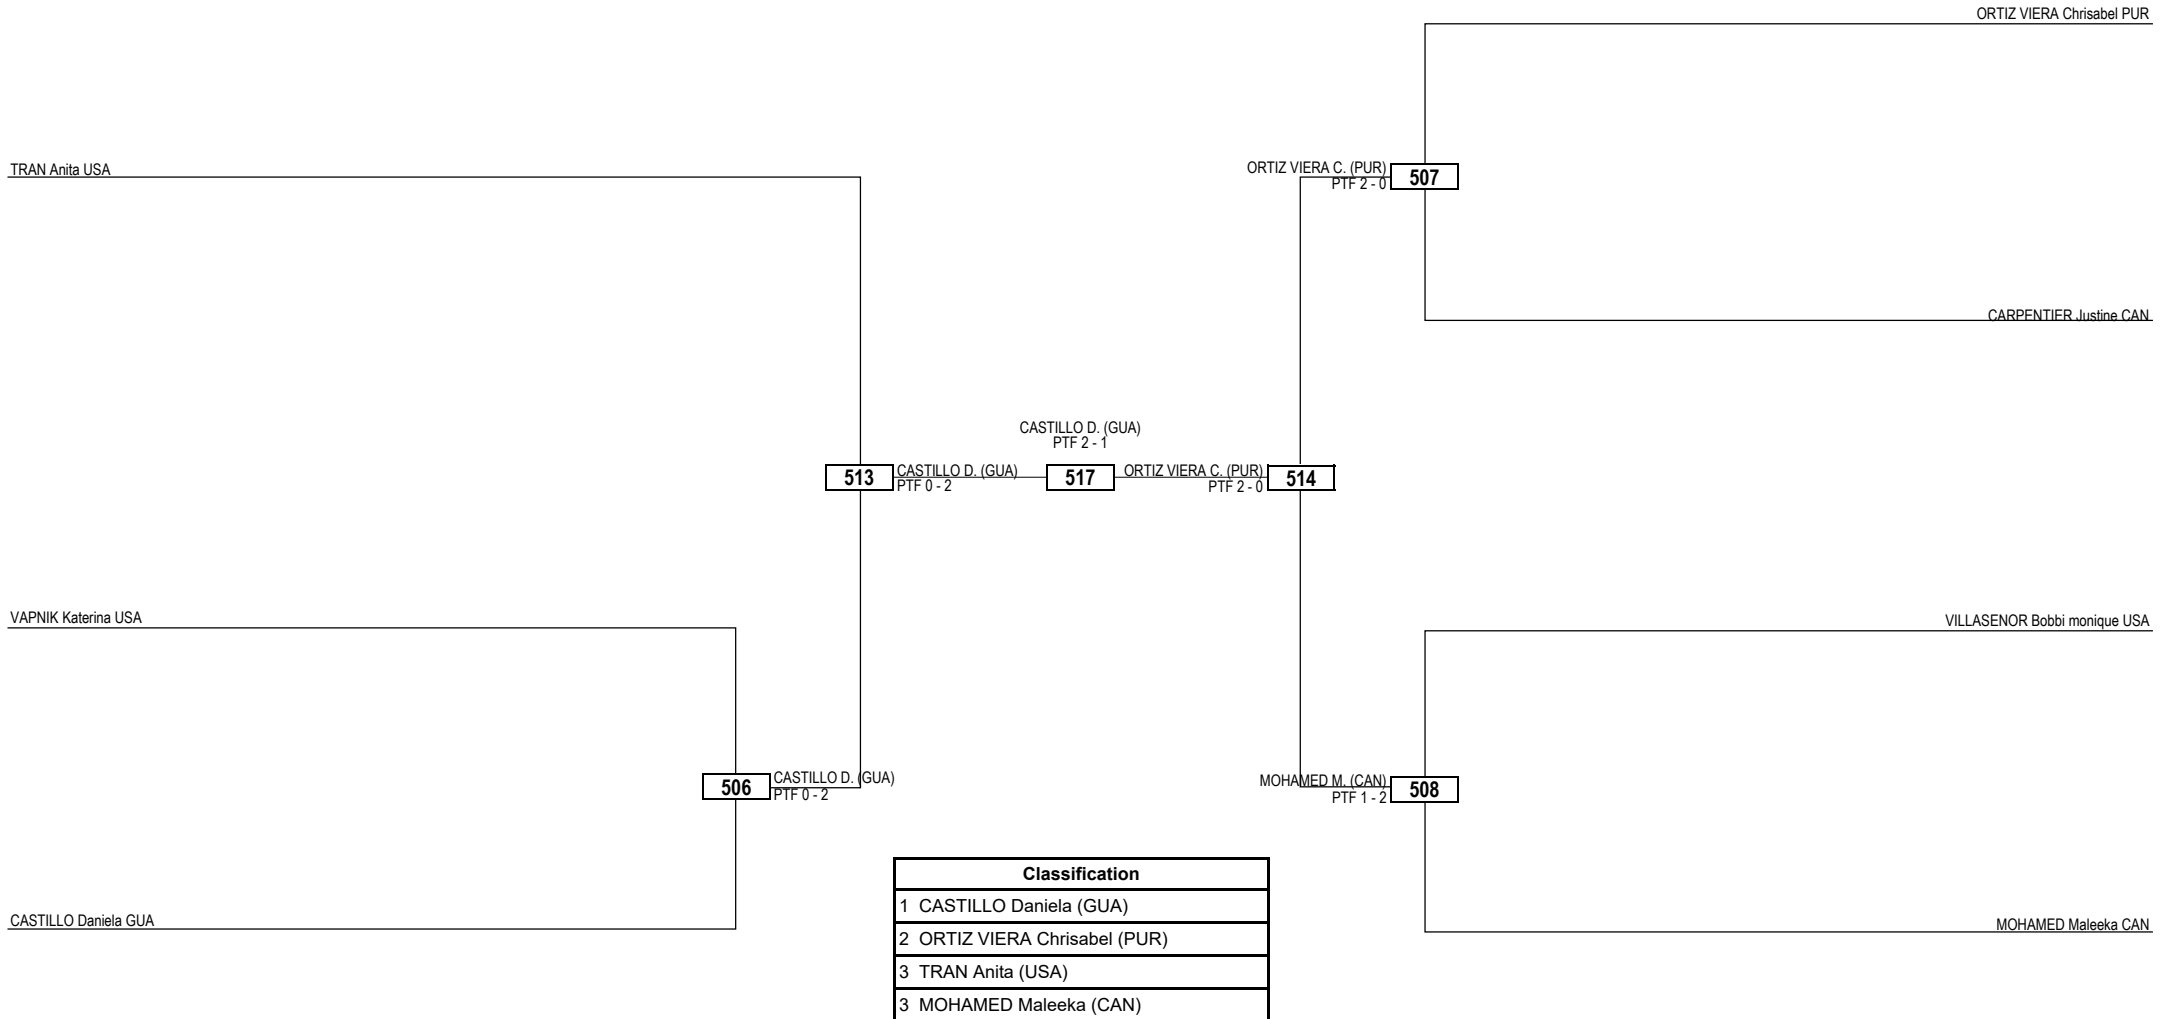 ORTIZ VIERA Chrisabel PUR
TRAN Anita USA
ORTIZ VIERA C. (PUR)
PTF 2 - 0
507
CARPENTIER Justine CAN
CASTILLO D. (GUA)
PTF 2 - 1
513
CASTILLO D. (GUA)
PTF 0 - 2
517
ORTIZ VIERA C. (PUR)
PTF 2 - 0
514
VAPNIK Katerina USA
VILLASENOR Bobbi monique USA
506
CASTILLO D. (GUA)
PTF 0 - 2
MOHAMED M. (CAN)
PTF 1 - 2
508
CASTILLO Daniela GUA
MOHAMED Maleeka CAN
Classification
1 CASTILLO Daniela (GUA)
2 ORTIZ VIERA Chrisabel (PUR)
3 TRAN Anita (USA)
3 MOHAMED Maleeka (CAN)